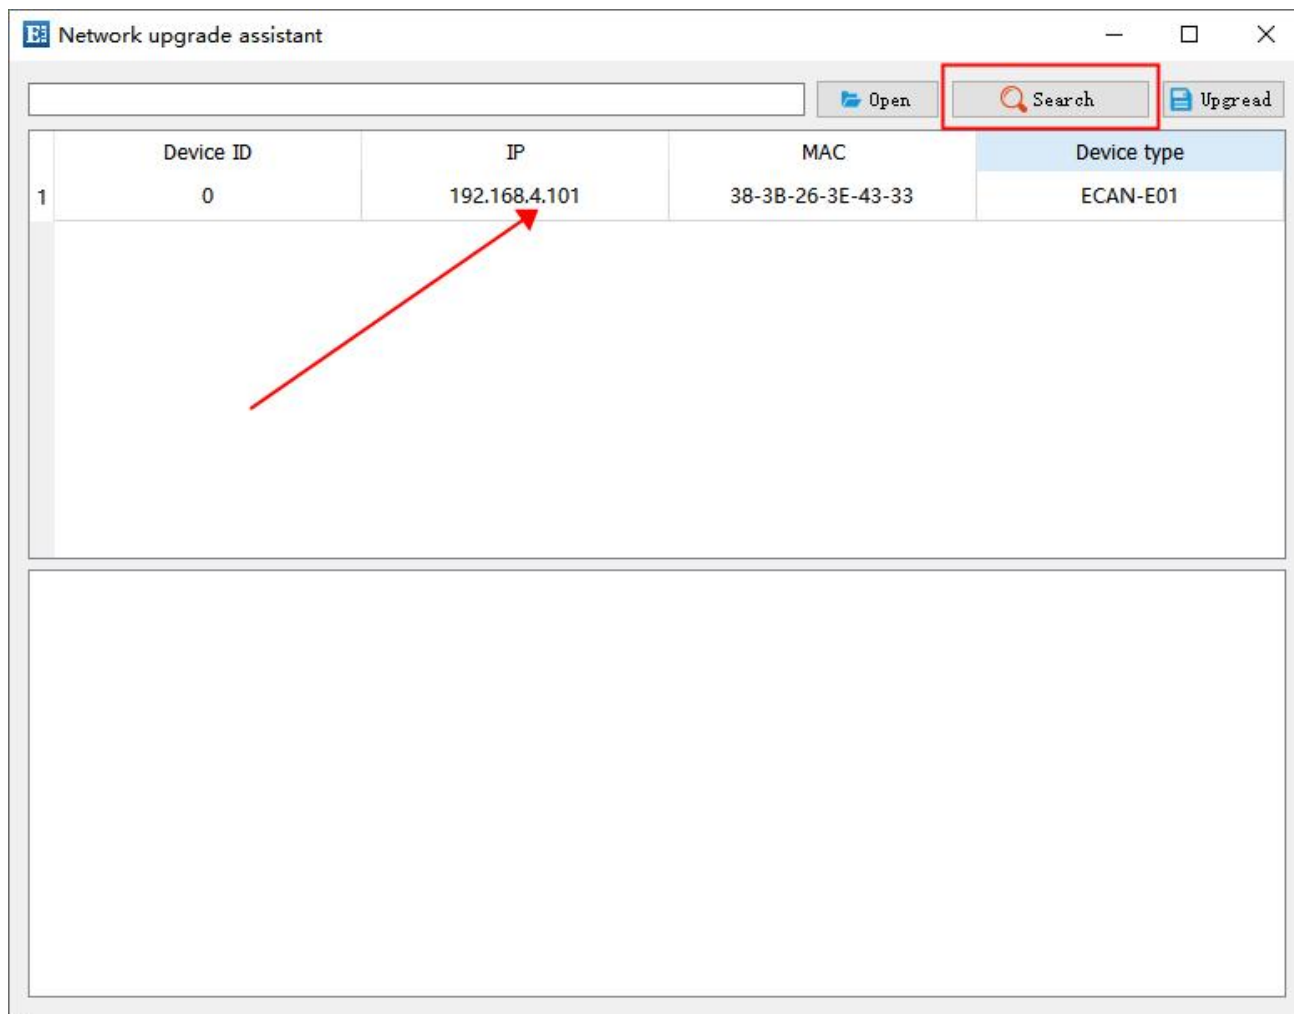 Network upgrade assistant
Open Search Upgread
Device ID IP MAC Device type
1 0 192.168.4.101 38-3B-26-3E-43-33 ECAN-E01